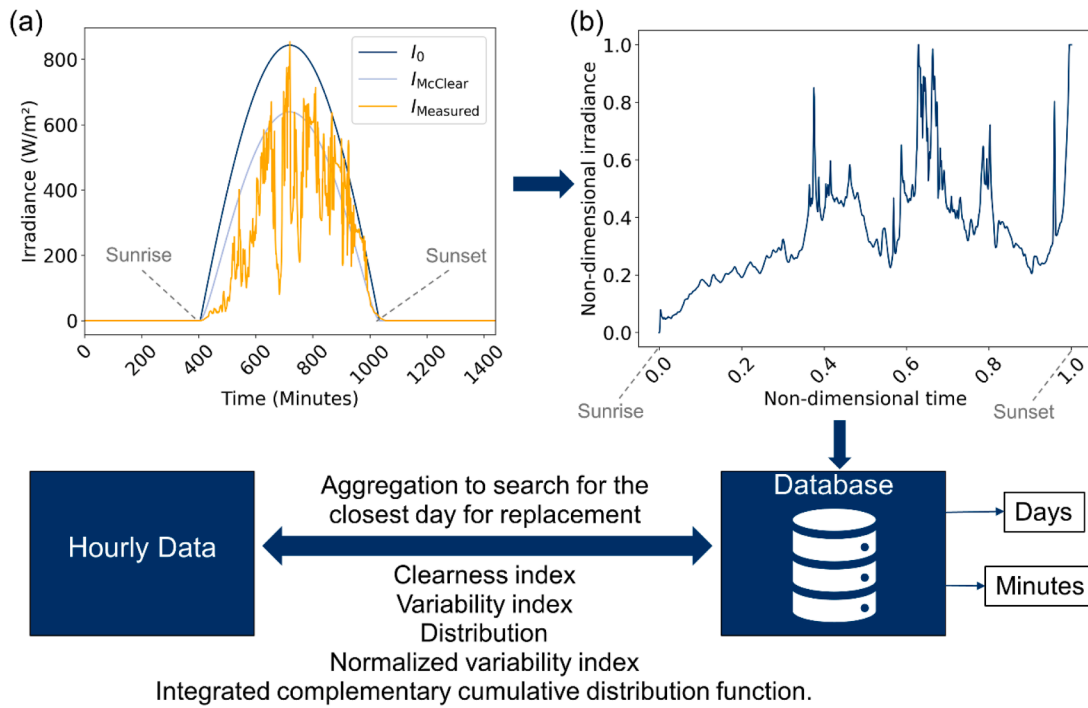 (a)
I₀
I_McClear
I_Measured
Irradiance (W/m²)
800
600
400
200
0
Sunrise
Sunset
0
200
400
600
800
1000
1200
1400
Time (Minutes)
(b)
Non-dimensional irradiance
1.0
0.8
0.6
0.4
0.2
0.0
0.0
0.2
0.4
0.6
0.8
1.0
Sunrise
Non-dimensional time
Sunset
Hourly Data
Aggregation to search for the
closest day for replacement
Clearness index
Variability index
Distribution
Normalized variability index
Integrated complementary cumulative distribution function.
Database
Days
Minutes